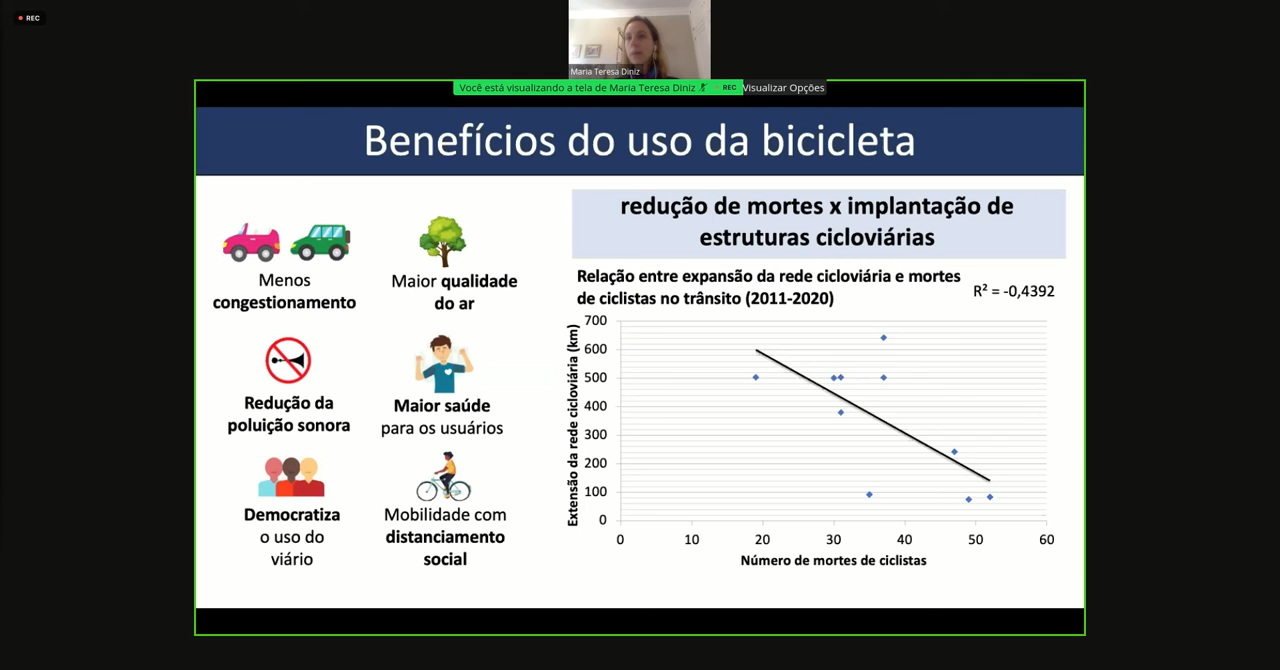 REC
Maria Teresa Diniz
Você está visualizando a tela de Maria Teresa Diniz
REC
Visualizar Opções
Benefícios do uso da bicicleta
Menos
congestionamento
Maior qualidade
do ar
Redução da
poluição sonora
Maior saúde
para os usuários
Democratiza
o uso do
viário
Mobilidade com
distanciamento
social
redução de mortes x implantação de
estruturas cicloviárias
Relação entre expansão da rede cicloviária e mortes
de ciclistas no trânsito (2011-2020)
R² = -0,4392
Extensão da rede cicloviária (km)
700
600
500
400
300
200
100
0
0 10 20 30 40 50 60
Número de mortes de ciclistas